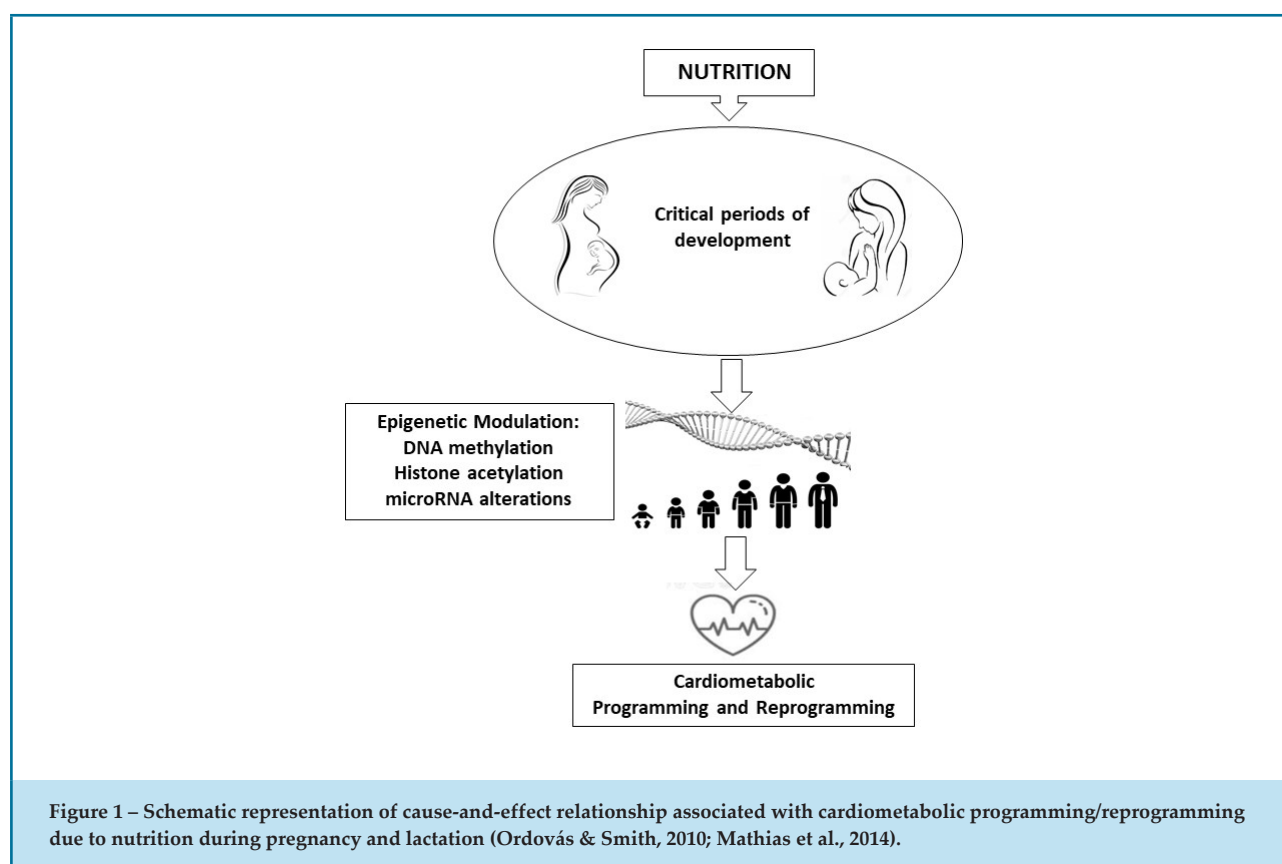 NUTRITION
Critical periods of
development
Epigenetic Modulation:
DNA methylation
Histone acetylation
microRNA alterations
Cardiometabolic
Programming and Reprogramming
Figure 1 – Schematic representation of cause-and-effect relationship associated with cardiometabolic programming/reprogramming
due to nutrition during pregnancy and lactation (Ordovás & Smith, 2010; Mathias et al., 2014).